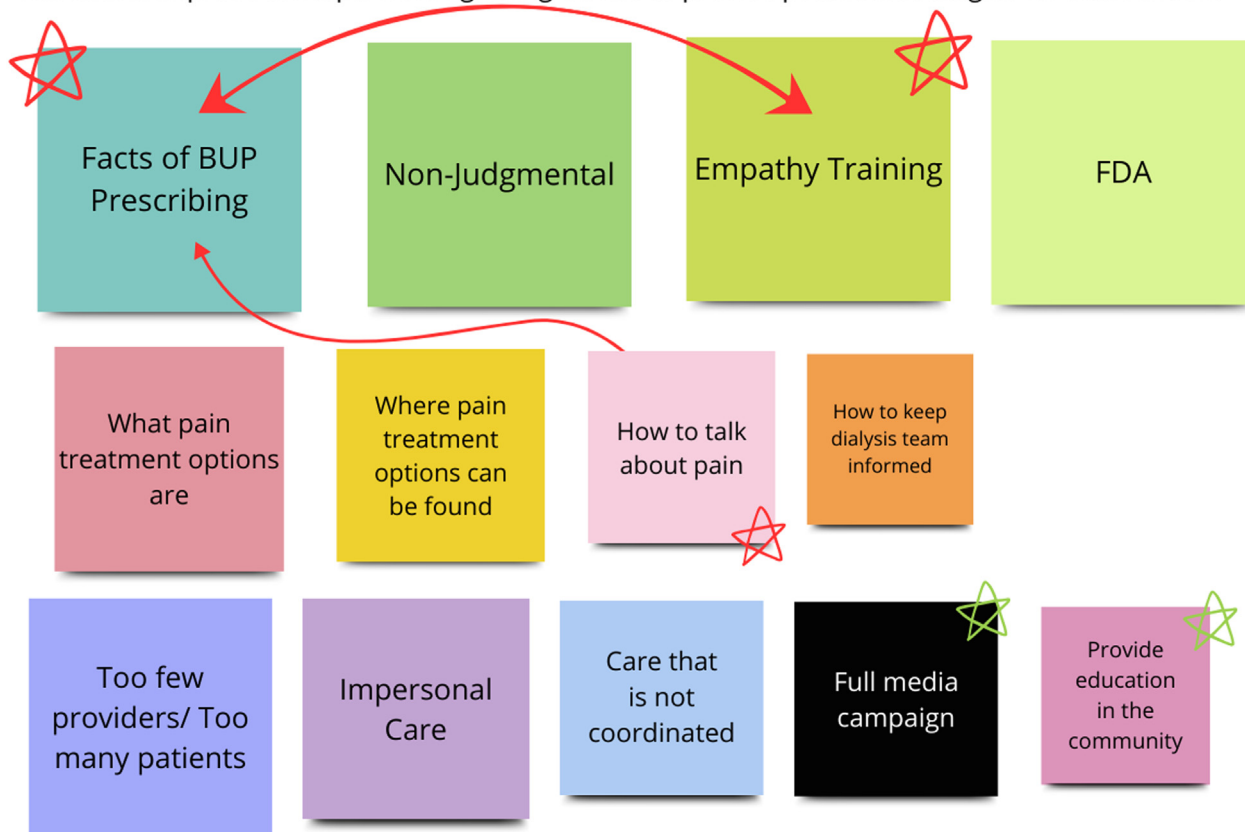 Facts of BUP
Prescribing
Non-Judgmental
Empathy Training
FDA
What pain
treatment options
are
Where pain
treatment
options can
be found
How to talk
about pain
How to keep
dialysis team
informed
Too few
providers/ Too
many patients
Impersonal
Care
Care that
is not
coordinated
Full media
campaign
Provide
education
in the
community